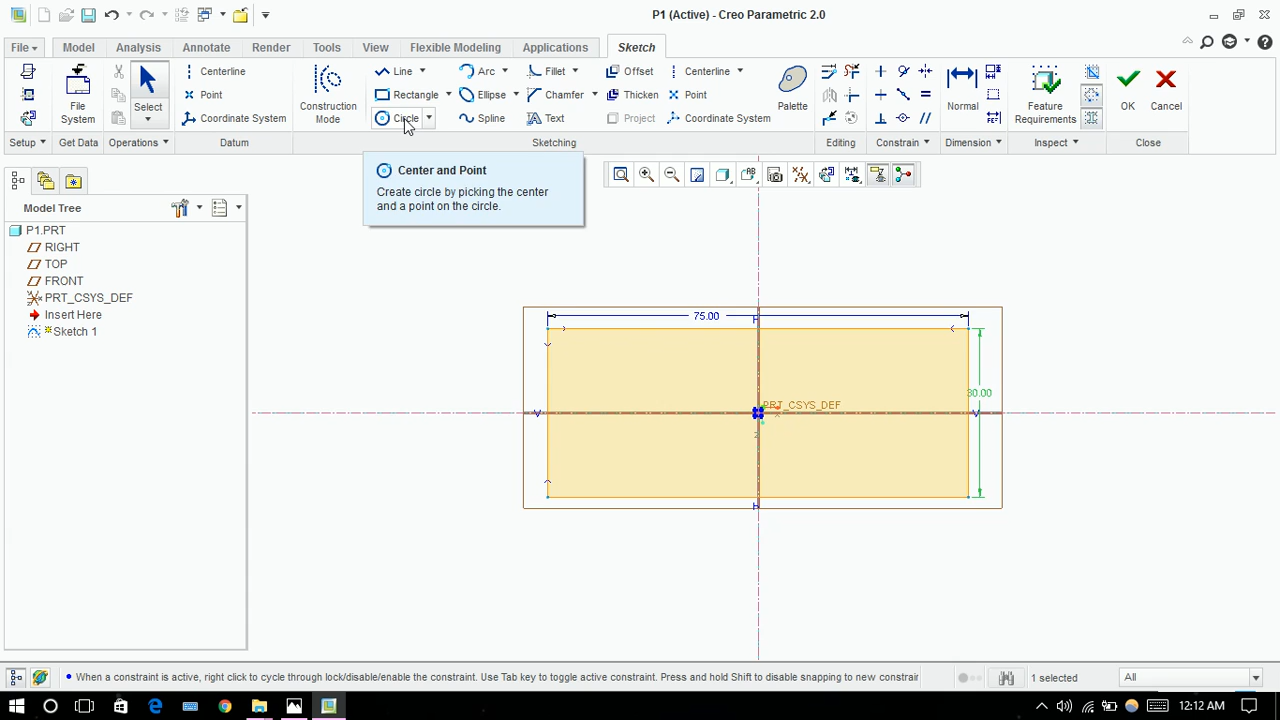 P1 (Active) - Creo Parametric 2.0
File Model Analysis Annotate Render Tools View Flexible Modeling Applications Sketch
Centerline Line Arc Fillet Offset Centerline
Point Rectangle Ellipse Chamfer Thicken Point
Coordinate System Circle Spline Text Project Coordinate System
File System
Select
Construction Mode
Palette
Normal
Feature Requirements
OK
Cancel
Setup Get Data Operations Datum Sketching Editing Constrain Dimension Inspect Close
Center and Point
Create circle by picking the center
and a point on the circle.
Model Tree
P1.PRT
RIGHT
TOP
FRONT
PRT_CSYS_DEF
Insert Here
Sketch 1
75.00
H
30.00
PRT_CSYS_DEF
V
V
X
Z
H
When a constraint is active, right click to cycle through lock/disable/enable the constraint. Use Tab key to toggle active constraint. Press and hold Shift to disable snapping to new constrair
1 selected
All
12:12 AM